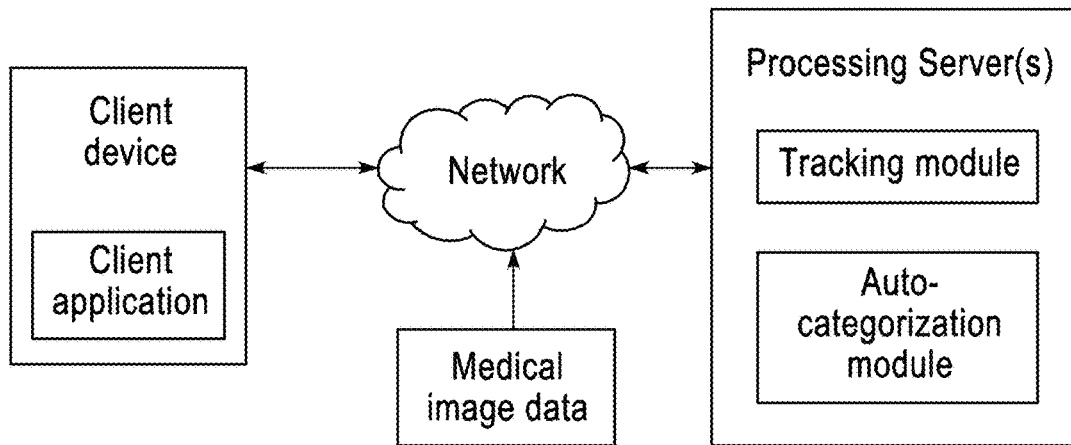 Client
device
Client
application
Network
Medical
image data
Processing Server(s)
Tracking module
Auto-
categorization
module